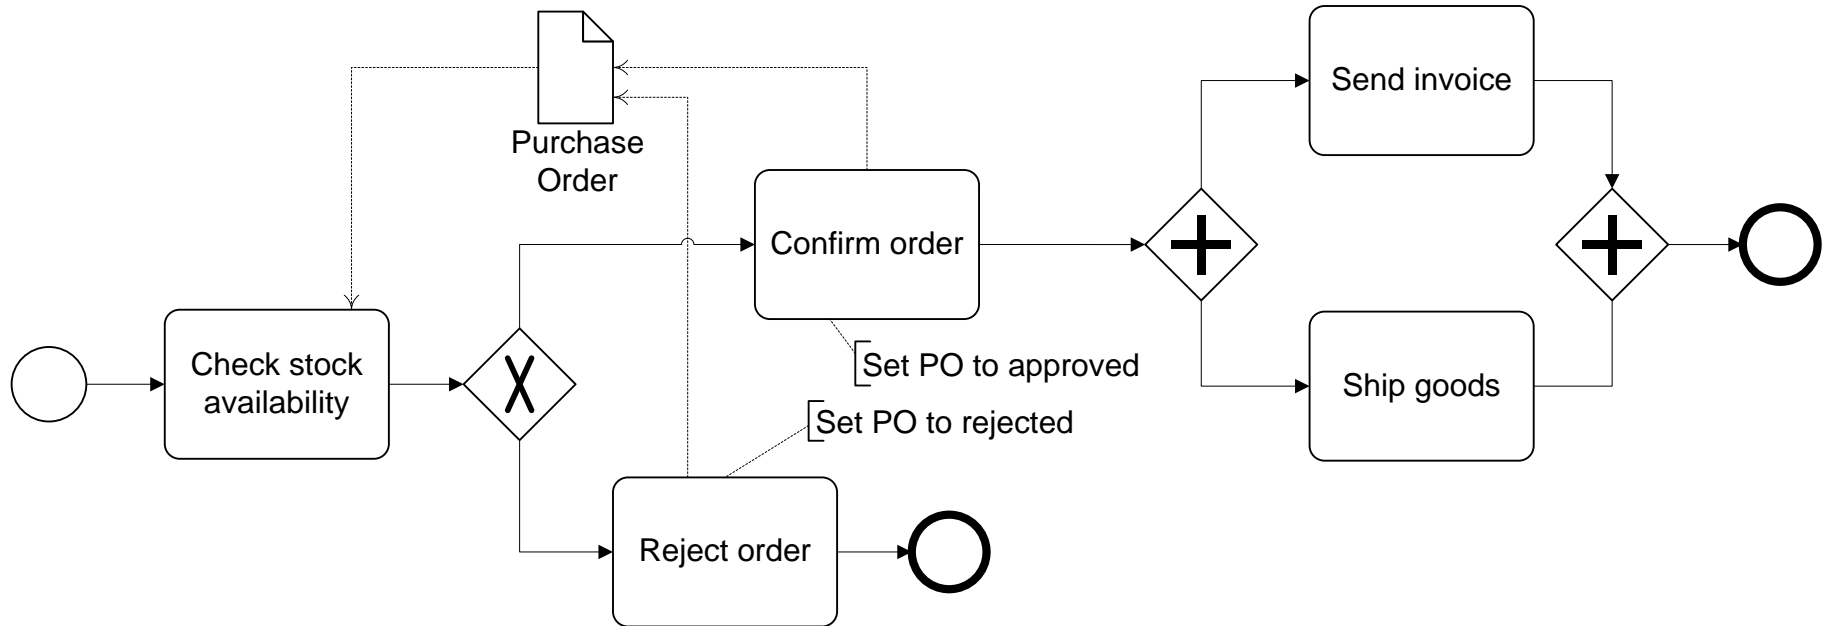 Send invoice
Purchase
Order
Confirm order
Check stock
availability
Set PO to approved
Ship goods
Set PO to rejected
Reject order